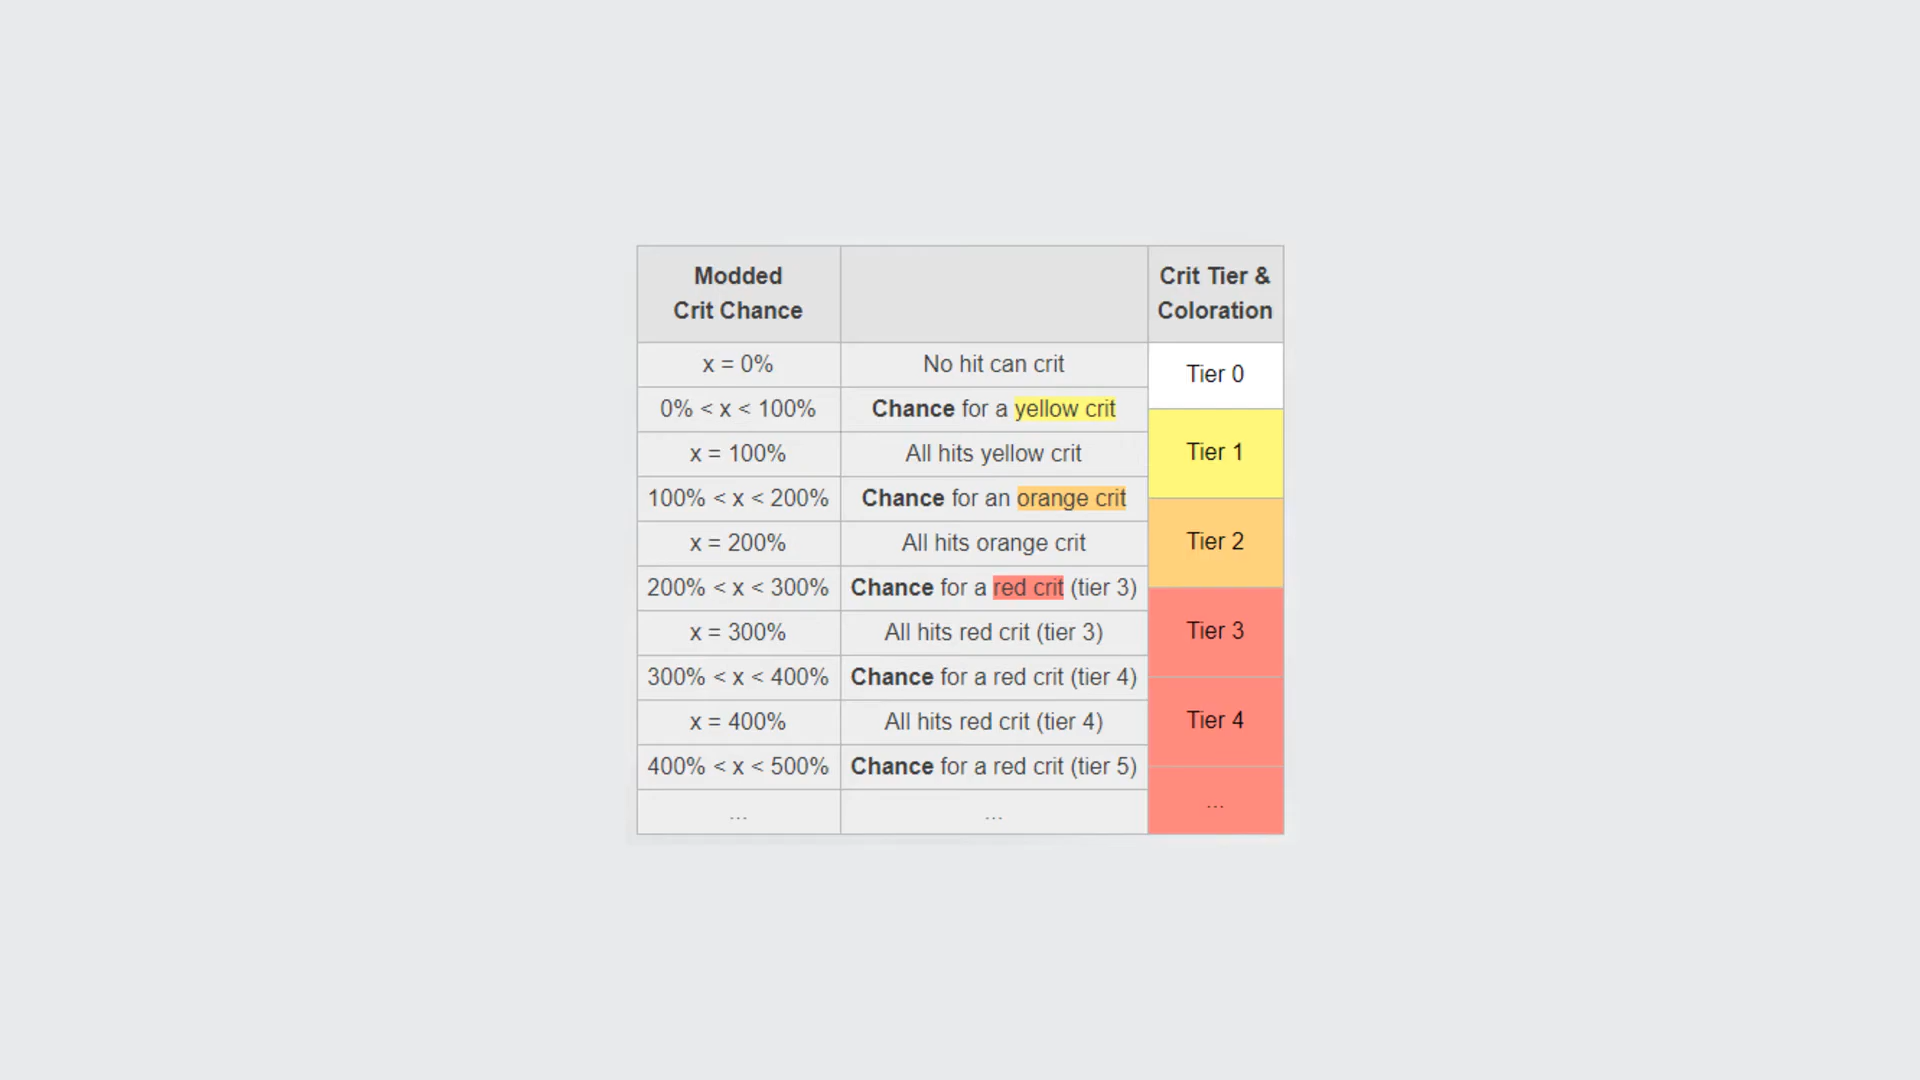 Modded
Crit Chance
Crit Tier &
Coloration
x = 0%
No hit can crit
Tier 0
0% < x < 100%
Chance for a yellow crit
x = 100%
All hits yellow crit
Tier 1
100% < x < 200%
Chance for an orange crit
x = 200%
All hits orange crit
Tier 2
200% < x < 300%
Chance for a red crit (tier 3)
x = 300%
All hits red crit (tier 3)
Tier 3
300% < x < 400%
Chance for a red crit (tier 4)
x = 400%
All hits red crit (tier 4)
Tier 4
400% < x < 500%
Chance for a red crit (tier 5)
...
...
...